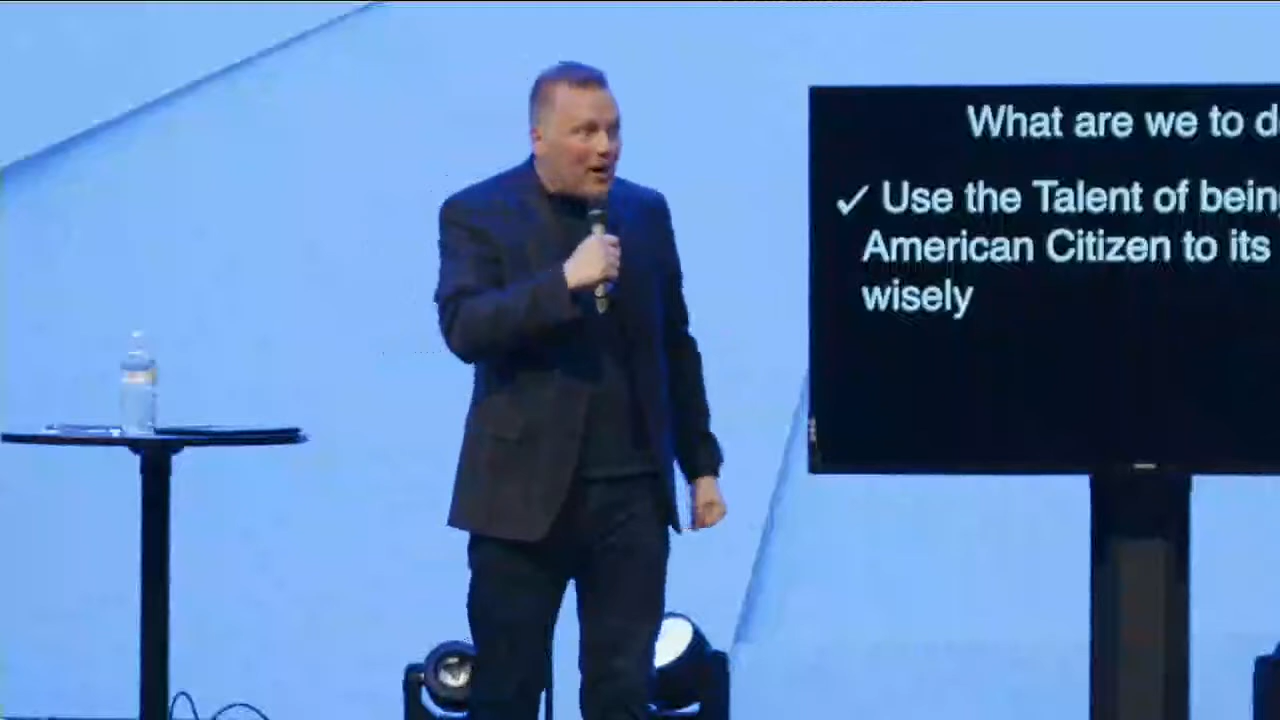 What are we to d
✓ Use the Talent of bein
American Citizen to its
wisely